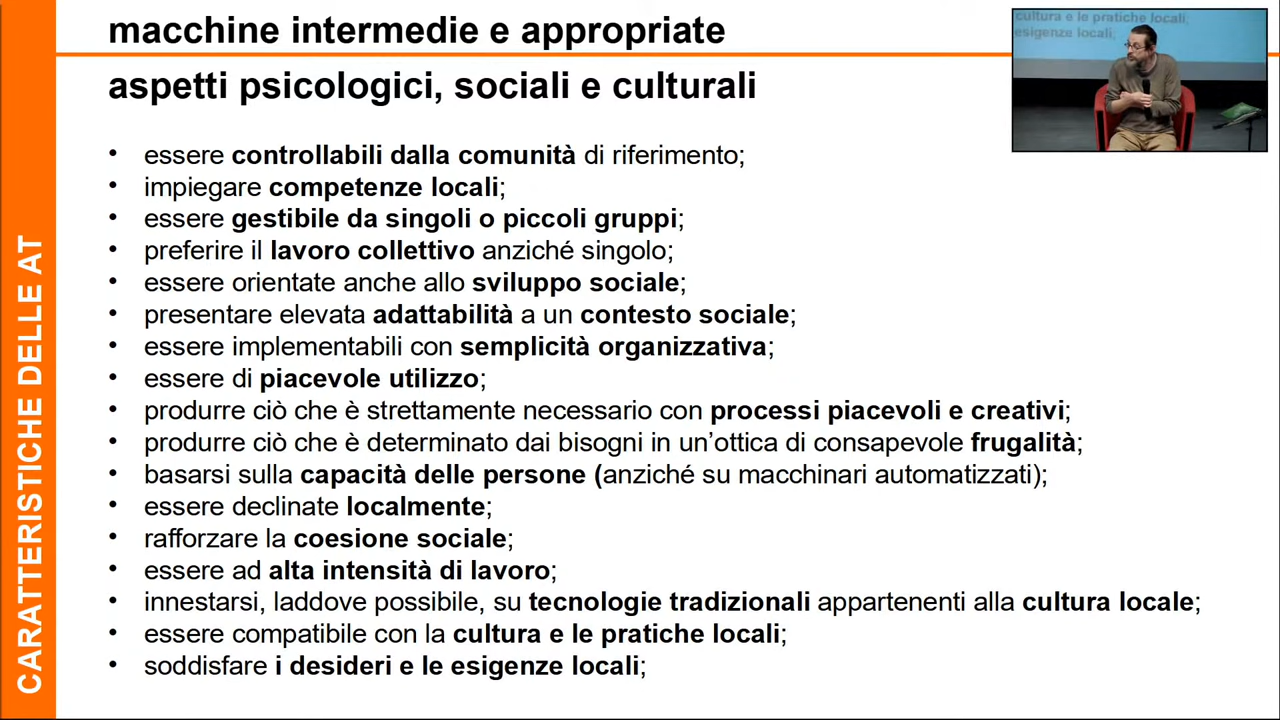 macchine intermedie e appropriate
aspetti psicologici, sociali e culturali
cultura e le pratiche locali;
esigenze locali;
CARATTERISTICHE DELLE AT
• essere controllabili dalla comunità di riferimento;
• impiegare competenze locali;
• essere gestibile da singoli o piccoli gruppi;
• preferire il lavoro collettivo anziché singolo;
• essere orientate anche allo sviluppo sociale;
• presentare elevata adattabilità a un contesto sociale;
• essere implementabili con semplicità organizzativa;
• essere di piacevole utilizzo;
• produrre ciò che è strettamente necessario con processi piacevoli e creativi;
• produrre ciò che è determinato dai bisogni in un’ottica di consapevole frugalità;
• basarsi sulla capacità delle persone (anziché su macchinari automatizzati);
• essere declinate localmente;
• rafforzare la coesione sociale;
• essere ad alta intensità di lavoro;
• innestarsi, laddove possibile, su tecnologie tradizionali appartenenti alla cultura locale;
• essere compatibile con la cultura e le pratiche locali;
• soddisfare i desideri e le esigenze locali;